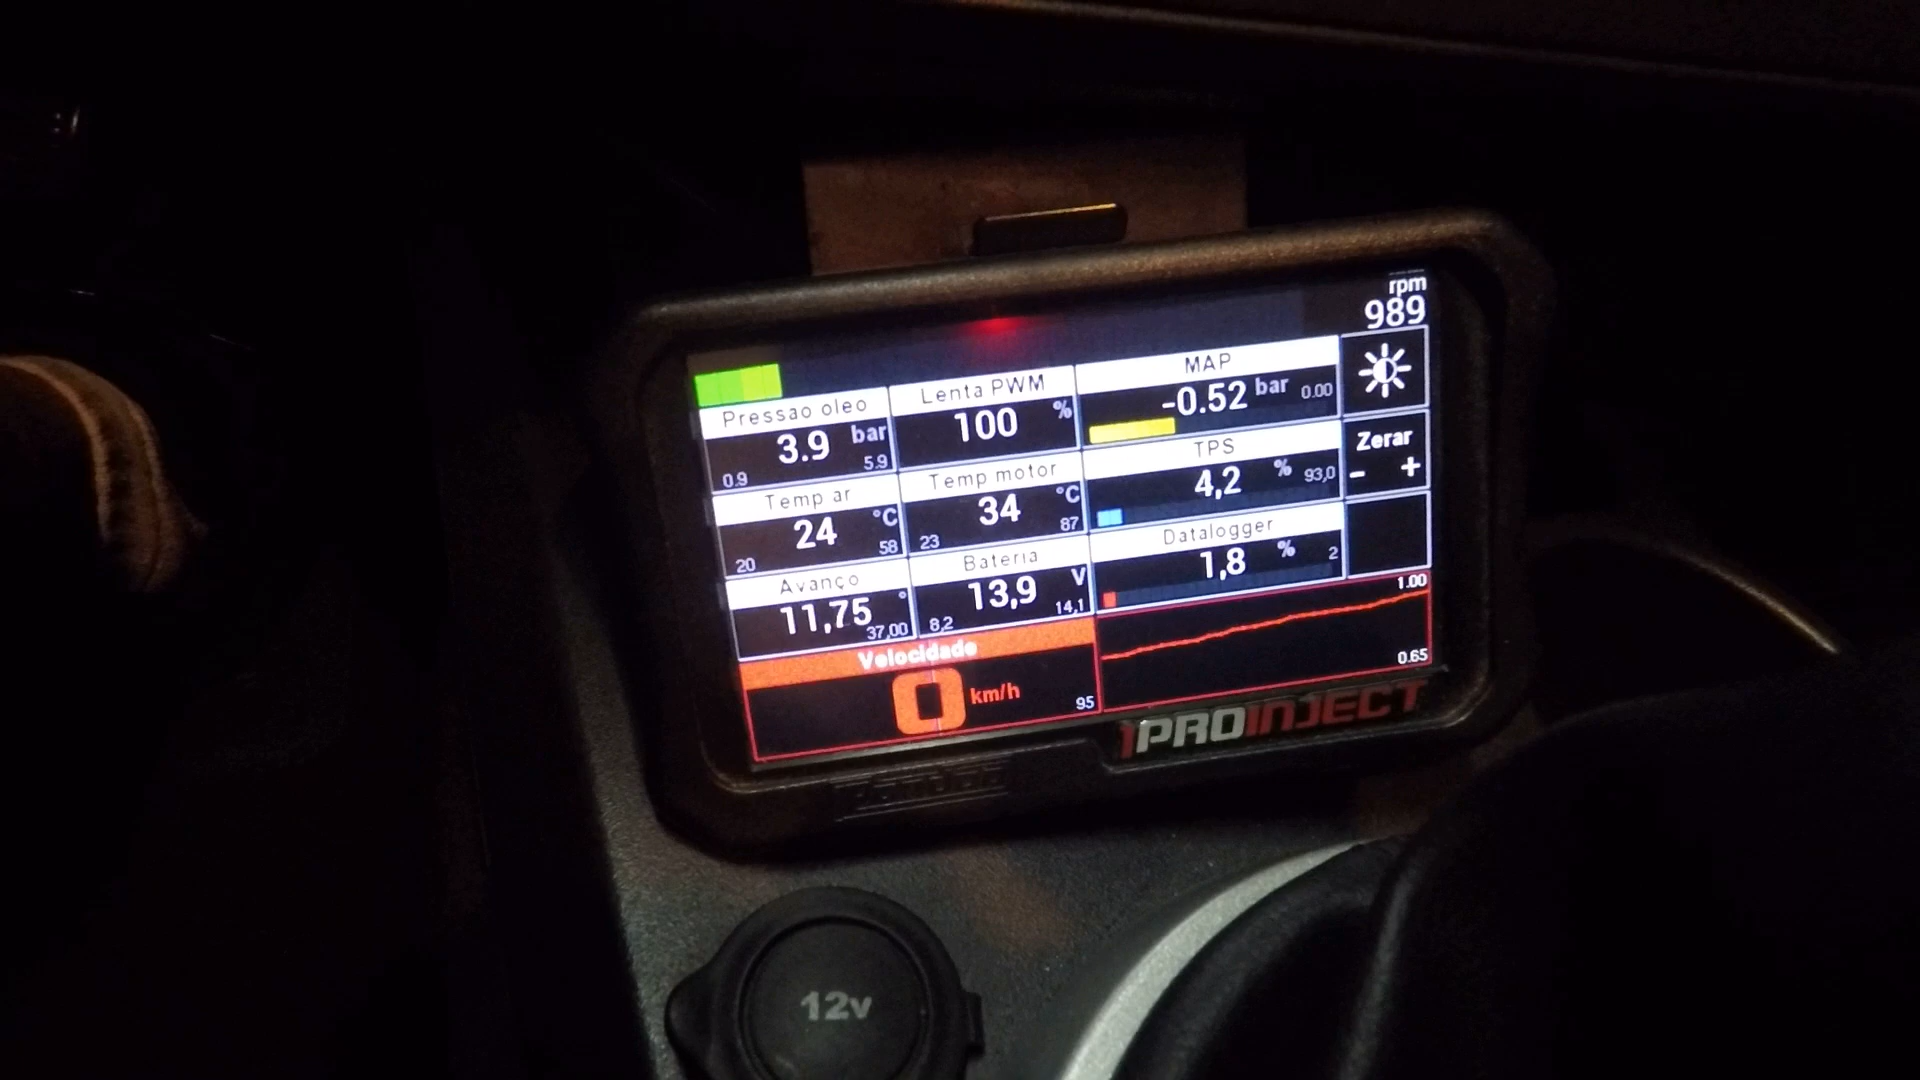 rpm
989
Pressao oleo
3.9 bar
0.9 5.9
Lenta PWM
100 %
MAP
-0.52 bar 0.00
Temp ar
24 °C
20 58
Temp motor
34 °C
23 87
TPS
4,2 % 93,0
Zerar
- +
Avanço
11,75 °
37,00
Bateria
13,9 V
8,2 14,1
Datalogger
1,8 % 2
Velocidade
0 km/h
95
1.00
0.65
1PROINJECT
12v